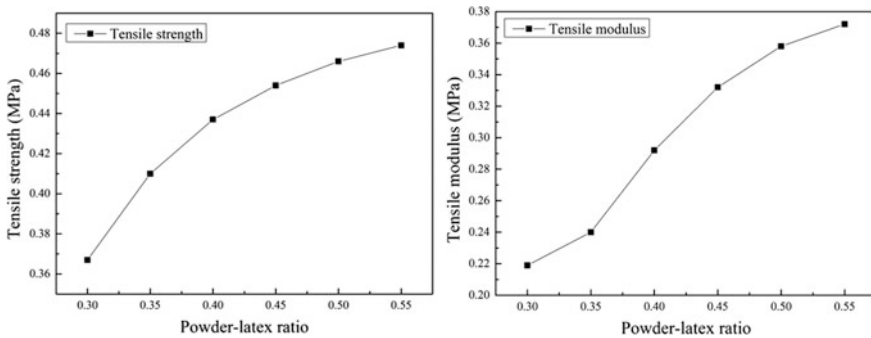 Tensile strength
Tensile strength (MPa)
0.48
0.46
0.44
0.42
0.40
0.38
0.36
0.30 0.35 0.40 0.45 0.50 0.55
Powder-latex ratio
Tensile modulus
Tensile modulus (MPa)
0.38
0.36
0.34
0.32
0.30
0.28
0.26
0.24
0.22
0.20
0.30 0.35 0.40 0.45 0.50 0.55
Powder-latex ratio